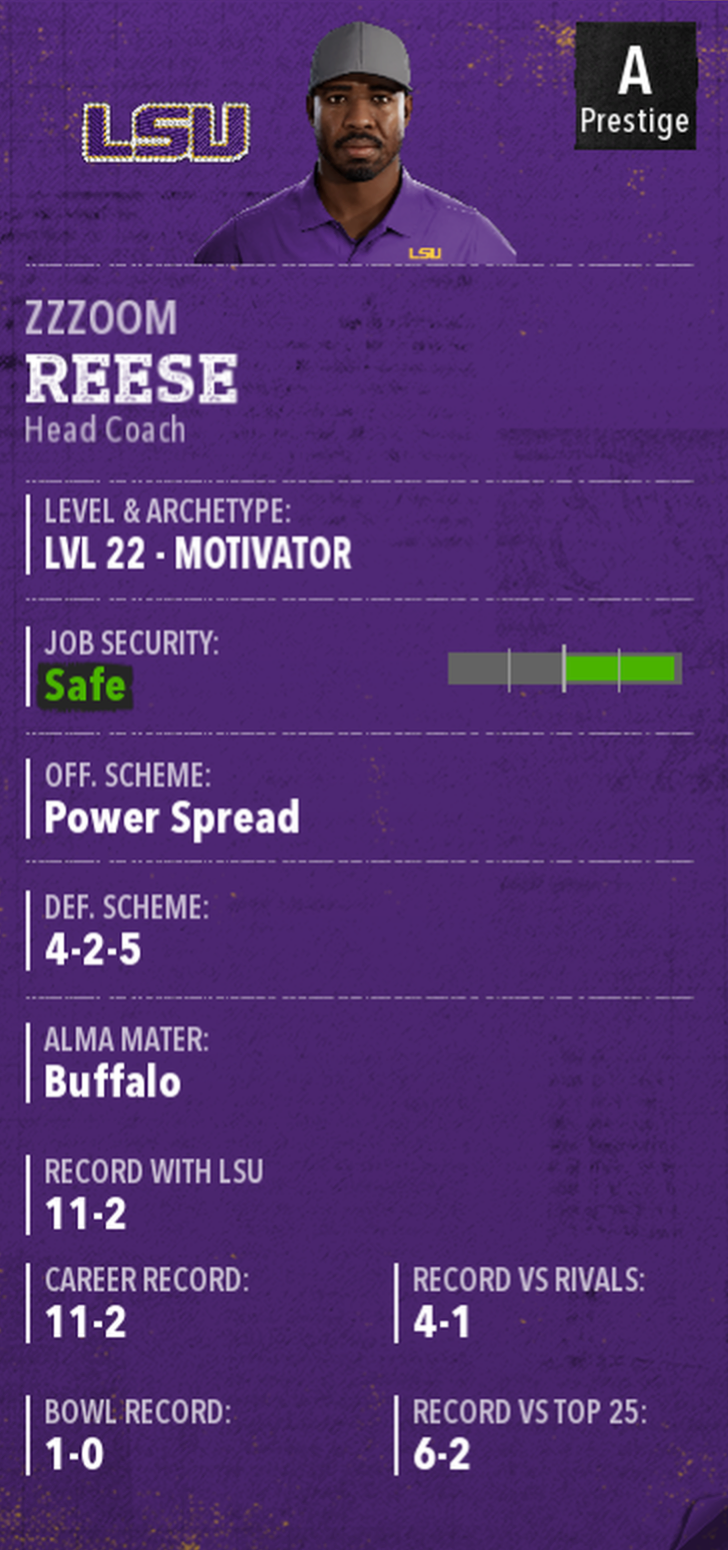 LSU
A
Prestige
LSU
ZZZOOM
REESE
Head Coach
LEVEL & ARCHETYPE:
LVL 22 - MOTIVATOR
JOB SECURITY:
Safe
OFF. SCHEME:
Power Spread
DEF. SCHEME:
4-2-5
ALMA MATER:
Buffalo
RECORD WITH LSU
11-2
CAREER RECORD:
11-2
RECORD VS RIVALS:
4-1
BOWL RECORD:
1-0
RECORD VS TOP 25:
6-2